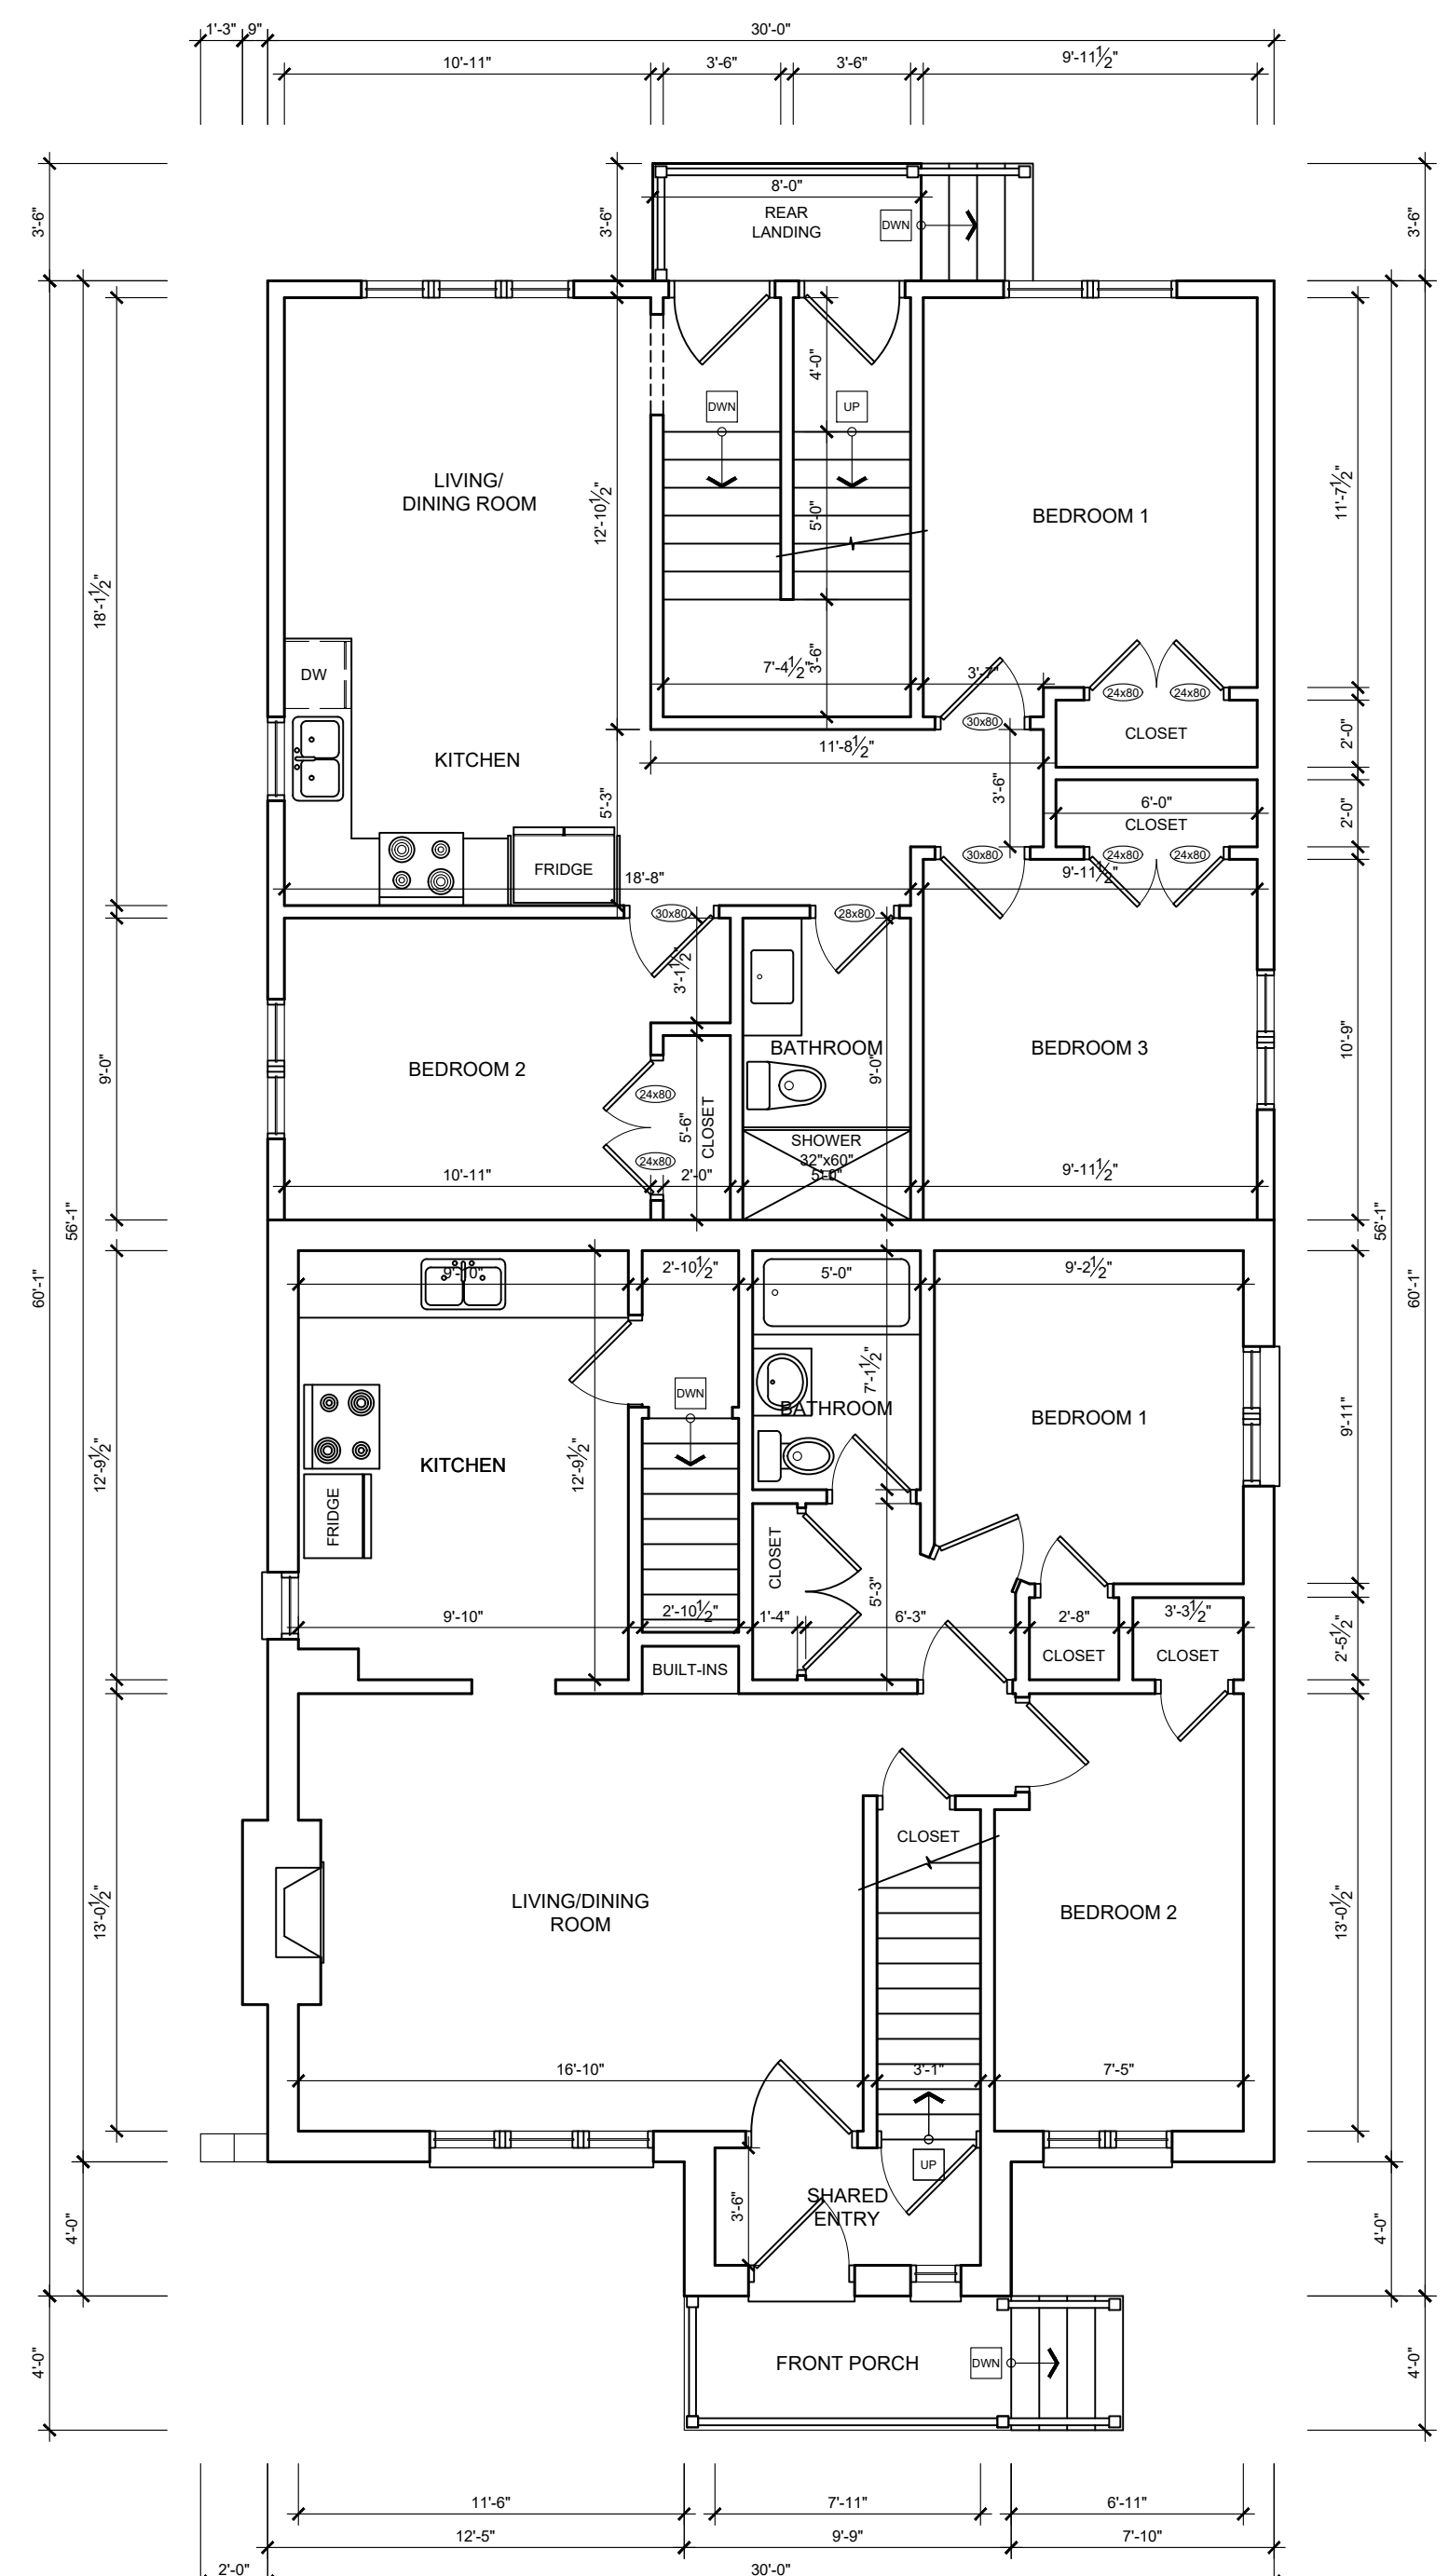 1'-3" 9" 30'-0"
10'-11" 3'-6" 3'-6" 9'-11½"
3'-6" 3'-6" 8'-0" 3'-6"
REAR
LANDING
DWN
4'-0"
DWN UP
LIVING/
DINING ROOM
12'-10½" 5'-0" BEDROOM 1 11'-7½"
18'-1½"
DW
7'-4½" 3'-6" 3'-7"
24x80 24x80
30x80
CLOSET 2'-0"
KITCHEN
11'-8½"
3'-6"
5'-3"
6'-0"
CLOSET 2'-0"
30x80 24x80 24x80
FRIDGE
18'-8" 9'-11½"
30x80 28x80
3'-1½"
BEDROOM 2 BATHROOM BEDROOM 3
9'-0" 9'-0" 10'-9"
24x80
5'-6" CLOSET
SHOWER
32"x60"
24x80
10'-11" 2'-0" 5'-0" 9'-11½"
56'-1" 56'-1"
60'-1" 60'-1"
9'-10" 2'-10½" 5'-0" 9'-2½"
7'-1½"
DWN
BATHROOM
BEDROOM 1 9'-11"
KITCHEN
12'-9½" 12'-9½"
FRIDGE
CLOSET
5'-3"
9'-10" 2'-10½" 1'-4" 6'-3" 2'-8" 3'-3½"
2'-5½"
BUILT-INS CLOSET CLOSET
CLOSET
LIVING/DINING
ROOM
BEDROOM 2
13'-0½" 13'-0½"
16'-10" 3'-1" 7'-5"
UP
SHARED
ENTRY
3'-6"
4'-0" 4'-0"
FRONT PORCH DWN
4'-0" 4'-0"
11'-6" 7'-11" 6'-11"
12'-5" 9'-9" 7'-10"
2'-0" 30'-0"